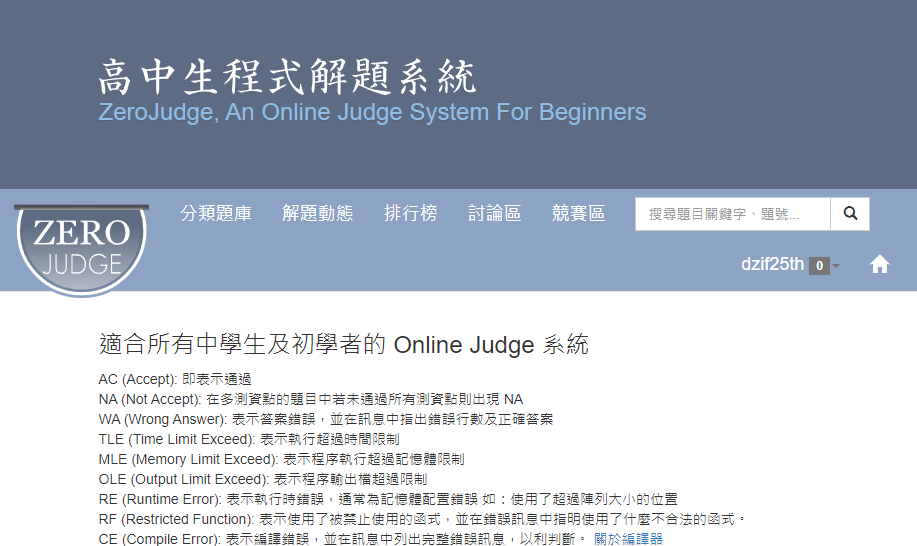 高中生程式解題系統
ZeroJudge, An Online Judge System For Beginners
ZERO
JUDGE
分類題庫 解題動態 排行榜 討論區 競賽區 搜尋題目關鍵字、題號...
dzif25th 0
適合所有中學生及初學者的 Online Judge 系統
AC (Accept): 即表示通過
NA (Not Accept): 在多測資點的題目中若未通過所有測資點則出現 NA
WA (Wrong Answer): 表示答案錯誤，並在訊息中指出錯誤行數及正確答案
TLE (Time Limit Exceed): 表示執行超過時間限制
MLE (Memory Limit Exceed): 表示程序執行超過記憶體限制
OLE (Output Limit Exceed): 表示程序輸出檔超過限制
RE (Runtime Error): 表示執行時錯誤，通常為記憶體配置錯誤 如：使用了超過陣列大小的位置
RF (Restricted Function): 表示使用了被禁止使用的函式，並在錯誤訊息中指明使用了什麼不合法的函式。
CE (Compile Error): 表示編譯錯誤，並在訊息中列出完整錯誤訊息，以利判斷。 關於編譯器